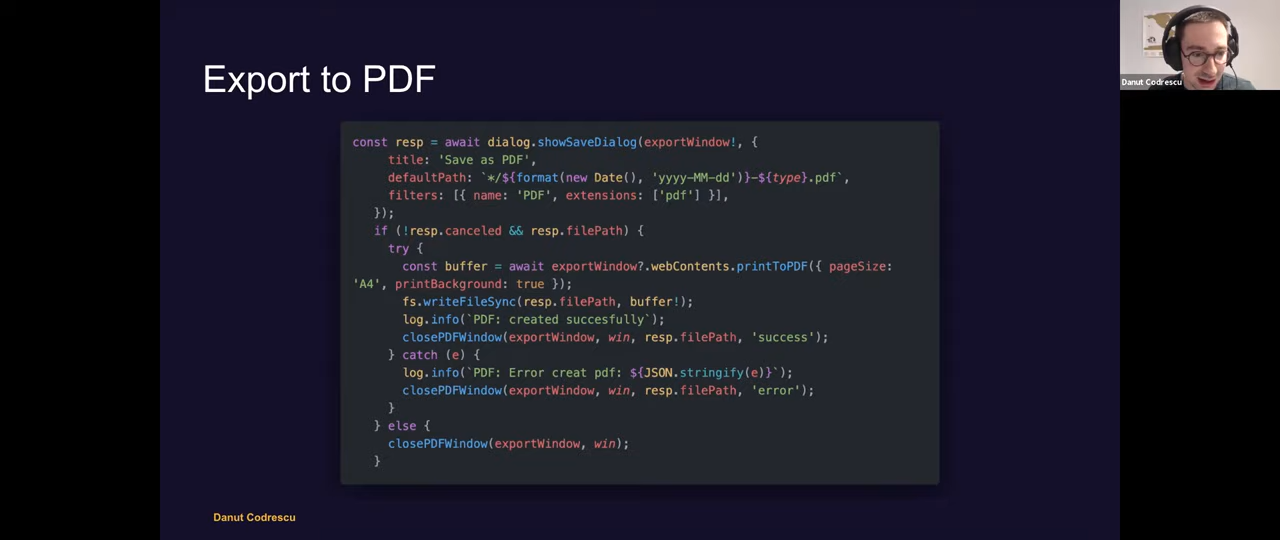 Export to PDF
const resp = await dialog.showSaveDialog(exportWindow!, {
title: 'Save as PDF',
defaultPath: `*/${format(new Date(), 'yyyy-MM-dd')}-${type}.pdf`,
filters: [{ name: 'PDF', extensions: ['pdf'] }],
});
if (!resp.canceled && resp.filePath) {
try {
const buffer = await exportWindow?.webContents.printToPDF({ pageSize:
'A4', printBackground: true });
fs.writeFileSync(resp.filePath, buffer!);
log.info(`PDF: created succesfully`);
closePDFWindow(exportWindow, win, resp.filePath, 'success');
} catch (e) {
log.info(`PDF: Error creat pdf: ${JSON.stringify(e)}`);
closePDFWindow(exportWindow, win, resp.filePath, 'error');
}
} else {
closePDFWindow(exportWindow, win);
}
Danut Codrescu
Danut Codrescu